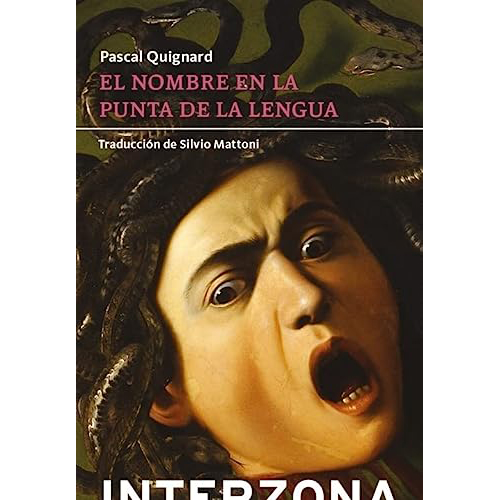 Pascal Quignard
EL NOMBRE EN LA
PUNTA DE LA LENGUA
Traducción de Silvio Mattoni
INTERZONA